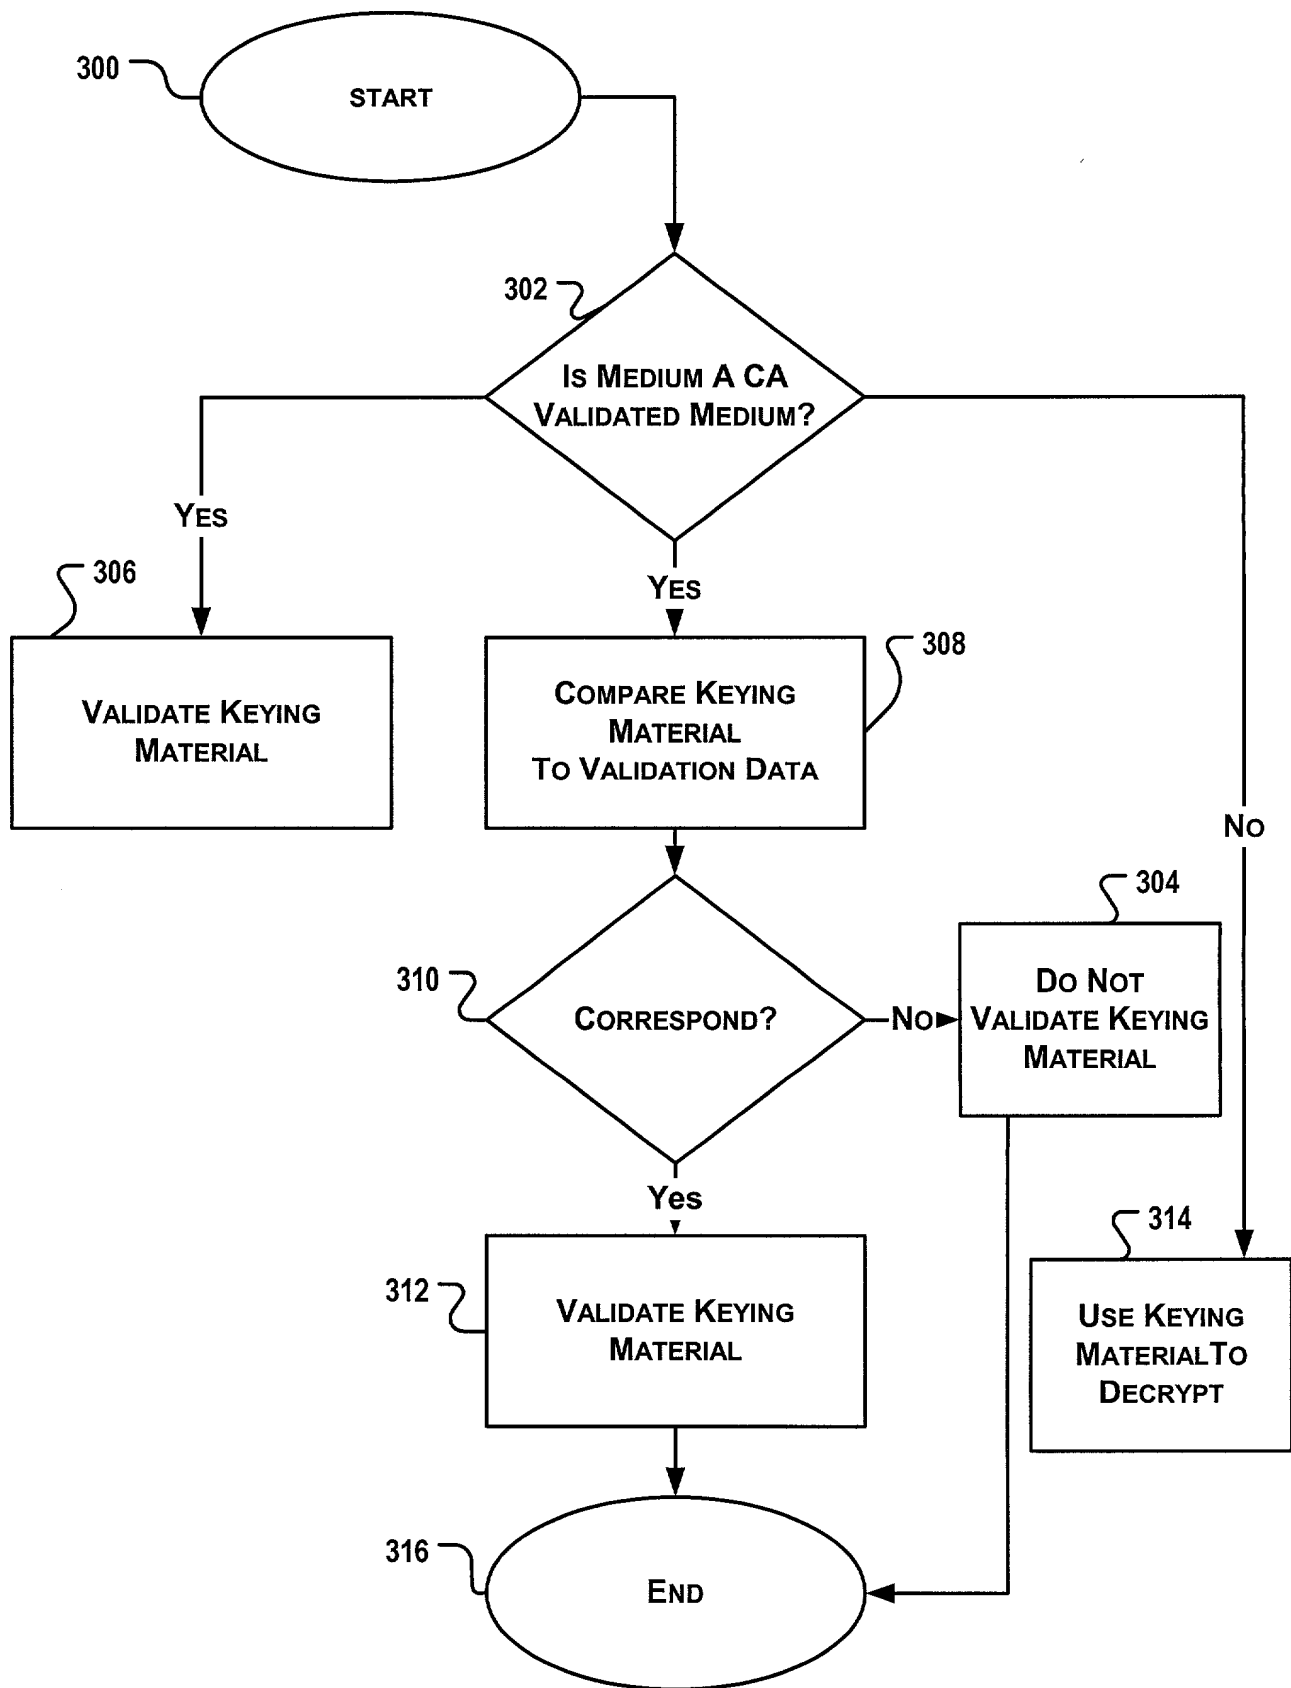 300
START
302
IS MEDIUM A CA
VALIDATED MEDIUM?
YES
306
YES
308
VALIDATE KEYING
MATERIAL
COMPARE KEYING
MATERIAL
TO VALIDATION DATA
NO
304
310
CORRESPOND?
NO
DO NOT
VALIDATE KEYING
MATERIAL
Yes
314
312
VALIDATE KEYING
MATERIAL
USE KEYING
MATERIALTO
DECRYPT
316
END